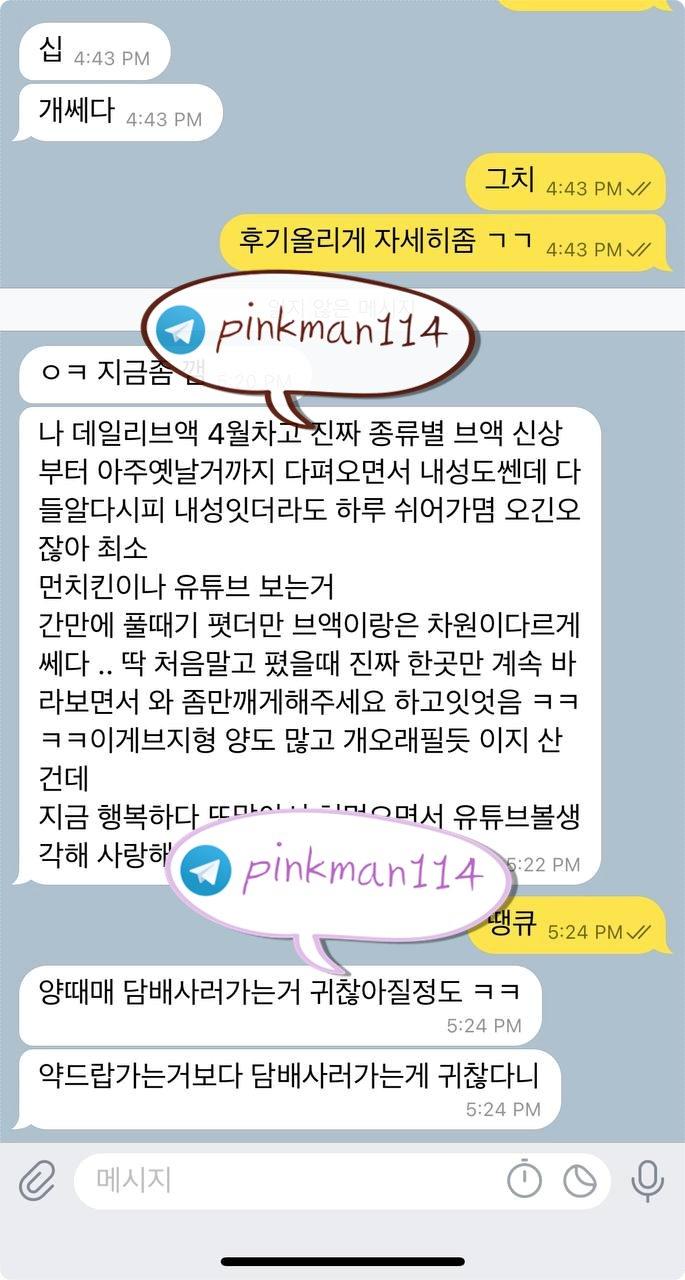 십 4:43 PM
개쎄다 4:43 PM
그치 4:43 PM
후기올리게 자세히좀 ㄱㄱ 4:43 PM
읽지 않은 메시지
pinkman114
ㅇㅋ 지금좀 깸 5:20 PM
나 데일리브액 4월차고 진짜 종류별 브액 신상
부터 아주옛날거까지 다펴오면서 내성도쎈데 다
들알다시피 내성잇더라도 하루 쉬어가몀 오긴오
잖아 최소
먼치킨이나 유튜브 보는거
간만에 풀때기 폇더만 브액이랑은 차원이다르게
쎄다 .. 딱 처음말고 폈을때 진짜 한곳만 계속 바
라보면서 와 좀만깨게해주세요 하고잇엇음 ㅋㅋ
ㅋㅋ이게브지형 양도 많고 개오래필듯 이지 산
건데
지금 행복하다 먹으면서 유튜브볼생
각해 사랑해 5:22 PM
pinkman114
땡큐 5:24 PM
양때매 담배사러가는거 귀찮아질정도 ㅋㅋ
5:24 PM
약드랍가는거보다 담배사러가는게 귀찮다니
5:24 PM
메시지